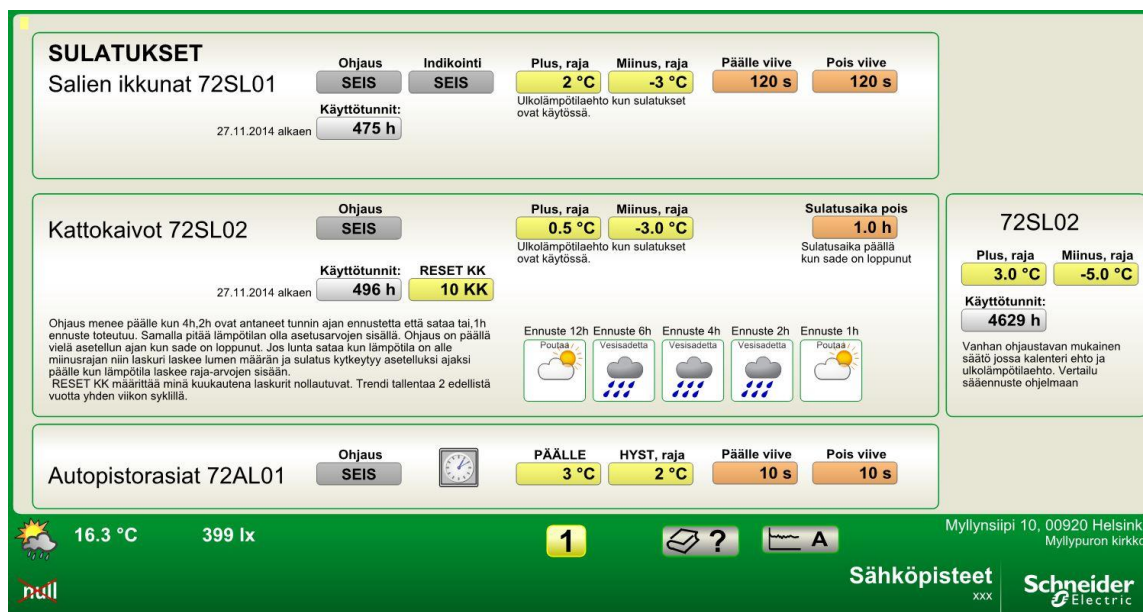 SULATUKSET
Salien ikkunat 72SL01
Ohjaus
SEIS
Indikointi
SEIS
Plus, raja
2 °C
Miinus, raja
-3 °C
Päälle viive
120 s
Pois viive
120 s
Ulkolämpötilaehto kun sulatukset
ovat käytössä.
Käyttötunnit:
27.11.2014 alkaen
475 h
Kattokaivot 72SL02
Ohjaus
SEIS
Plus, raja
0.5 °C
Miinus, raja
-3.0 °C
Sulatusaika pois
1.0 h
Ulkolämpötilaehto kun sulatukset
ovat käytössä.
Sulatusaika päällä
kun sade on loppunut
Käyttötunnit:
RESET KK
27.11.2014 alkaen
496 h
10 KK
Ohjaus menee päälle kun 4h,2h ovat antaneet tunnin ajan ennustetta että sataa tai,1h
ennuste toteutuu. Samalla pitää lämpötilan olla asetusarvojen sisällä. Ohjaus on päällä
vielä asetellun ajan kun sade on loppunut. Jos lunta sataa kun lämpötila on alle
miinusrajan niin laskuri laskee lumen määrän ja sulatus kytkeytyy asetelluksi ajaksi
päälle kun lämpötila laskee raja-arvojen sisään.
RESET KK määrittää minä kuukautena laskurit nollautuvat. Trendi tallentaa 2 edellistä
vuotta yhden viikon syklillä.
Ennuste 12h Ennuste 6h Ennuste 4h Ennuste 2h Ennuste 1h
Poutaa Vesisadetta Vesisadetta Vesisadetta Poutaa
72SL02
Plus, raja
3.0 °C
Miinus, raja
-5.0 °C
Käyttötunnit:
4629 h
Vanhan ohjaustavan mukainen
säätö jossa kalenteri ehto ja
ulkolämpötilaehto. Vertailu
sääennuste ohjelmaan
Autopistorasiat 72AL01
Ohjaus
SEIS
PÄÄLLE
3 °C
HYST, raja
2 °C
Päälle viive
10 s
Pois viive
10 s
16.3 °C
399 lx
1
?
A
Myllynsiipi 10, 00920 Helsink
Myllypuron kirkko
null
Sähköpisteet
xxx
Schneider
Electric